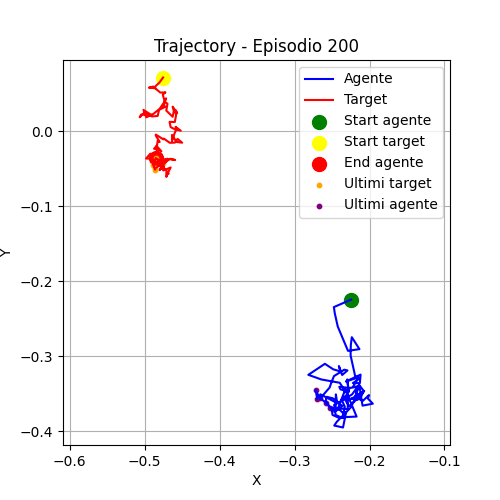 Trajectory - Episodio 200
Agente
Target
Start agente
Start target
End agente
Ultimi target
Ultimi agente
Y
0.0
−0.1
−0.2
−0.3
−0.4
−0.6
−0.5
−0.4
−0.3
−0.2
−0.1
X